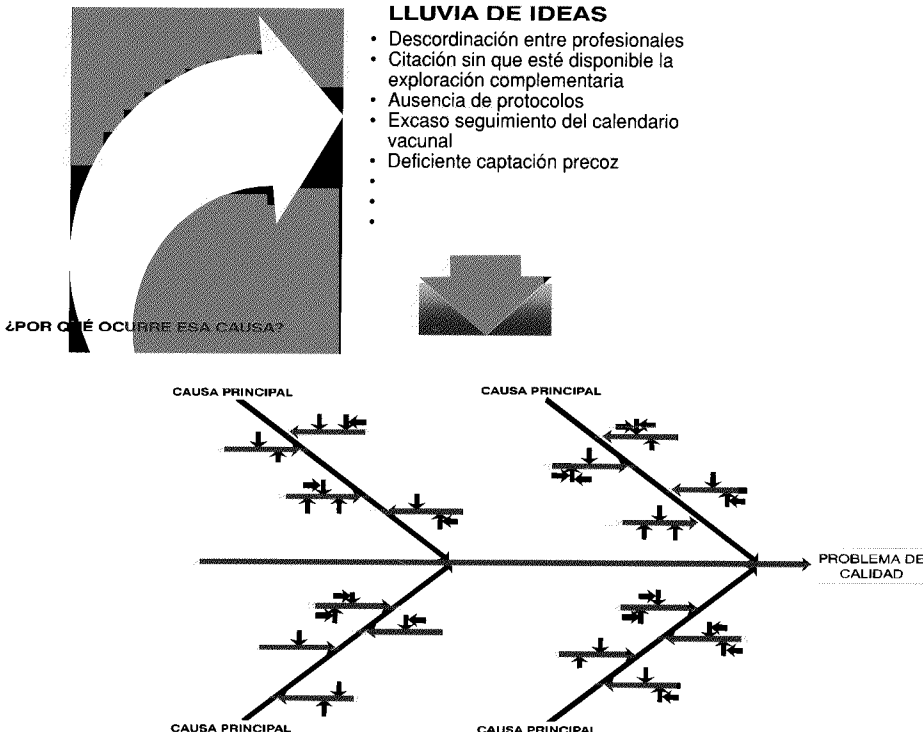 LLUVIA DE IDEAS
• Descordinación entre profesionales
• Citación sin que esté disponible la
exploración complementaria
• Ausencia de protocolos
• Excaso seguimiento del calendario
vacunal
• Deficiente captación precoz
•
•
•
¿POR QUÉ OCURRE ESA CAUSA?
CAUSA PRINCIPAL
CAUSA PRINCIPAL
PROBLEMA DE
CALIDAD
CAUSA PRINCIPAL
CAUSA PRINCIPAL